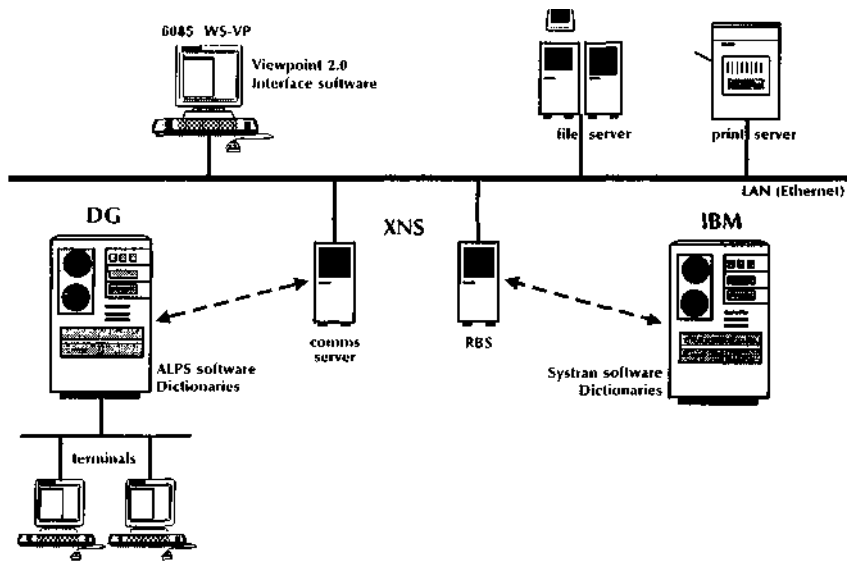 6085 WS-VP
Viewpoint 2.0
Interface software
file server
print server
LAN (Ethernet)
DG
XNS
IBM
comms
server
RBS
ALPS software
Dictionaries
Systran software
Dictionaries
terminals